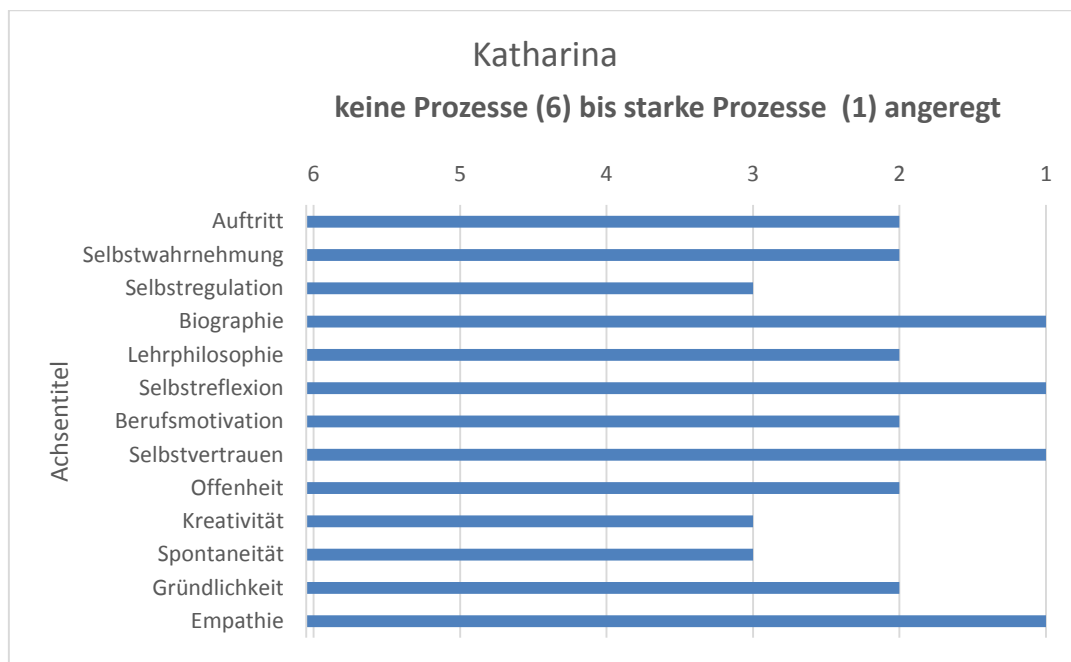 Katharina
keine Prozesse (6) bis starke Prozesse (1) angeregt
6 5 4 3 2 1
Auftritt
Selbstwahrnehmung
Selbstregulation
Biographie
Lehrphilosophie
Selbstreflexion
Berufsmotivation
Selbstvertrauen
Offenheit
Kreativität
Spontaneität
Gründlichkeit
Empathie
Achsentitel